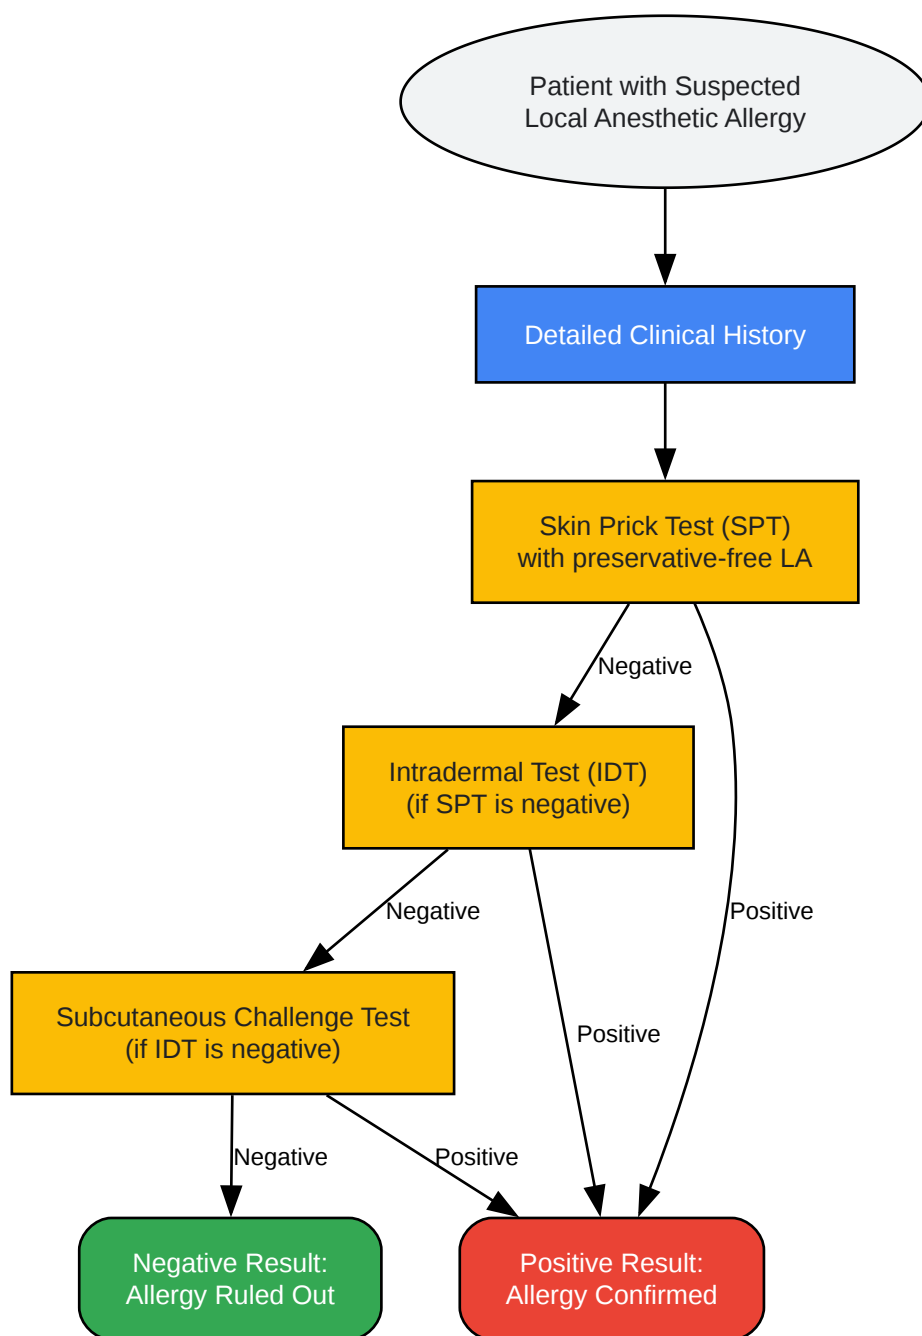 Patient with Suspected
Local Anesthetic Allergy
Detailed Clinical History
Skin Prick Test (SPT)
with preservative-free LA
Negative
Intradermal Test (IDT)
(if SPT is negative)
Negative
Positive
Subcutaneous Challenge Test
(if IDT is negative)
Positive
Negative
Positive
Negative Result:
Allergy Ruled Out
Positive Result:
Allergy Confirmed